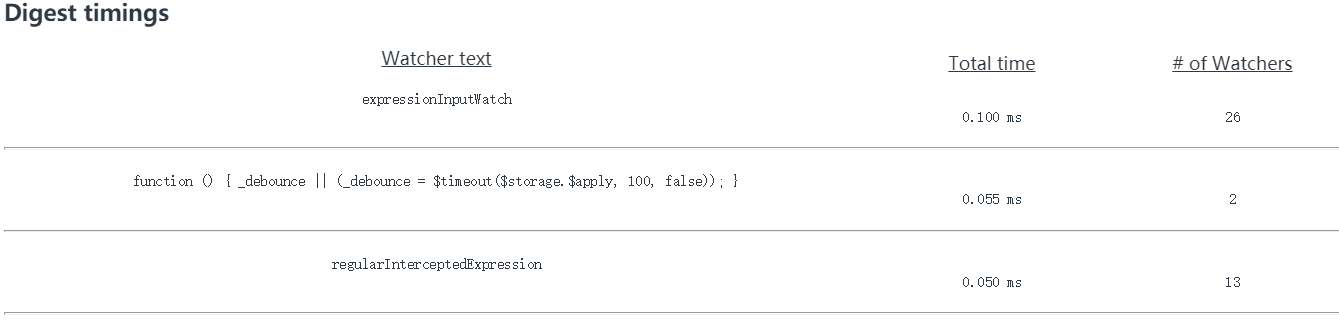 Digest timings
Watcher text Total time # of Watchers
expressionInputWatch 0.100 ms 26
function () { _debounce || (_debounce = $timeout($storage.$apply, 100, false)); } 0.055 ms 2
regularInterceptedExpression 0.050 ms 13